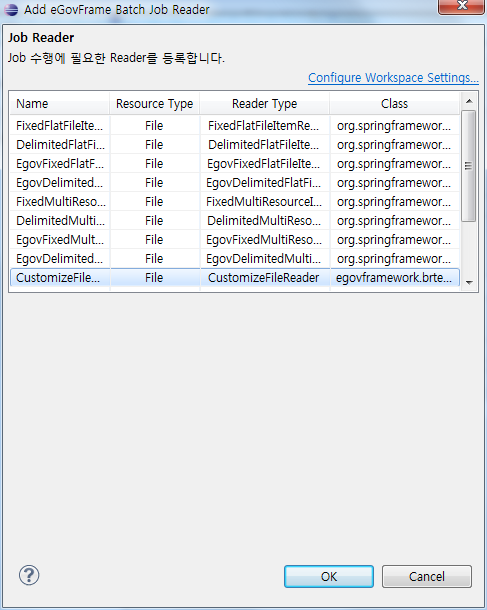 Add eGovFrame Batch Job Reader
Job Reader
Job 수행에 필요한 Reader를 등록합니다.
Configure Workspace Settings...
Name Resource Type Reader Type Class
FixedFlatFileIte... File FixedFlatFileItemRe... org.springframewor...
DelimitedFlatFi... File DelimitedFlatFileItem... org.springframewor...
EgovFixedFlatF... File EgovFixedFlatFileIte... org.springframewor...
EgovDelimited... File EgovDelimitedFlatFi... org.springframewor...
FixedMultiReso... File FixedMultiResourceI... org.springframewor...
DelimitedMulti... File DelimitedMultiReso... org.springframewor...
EgovFixedMult... File EgovFixedMultiReso... org.springframewor...
EgovDelimited... File EgovDelimitedMulti... org.springframewor...
CustomizeFile... File CustomizeFileReader egovframework.brte...
?
OK Cancel